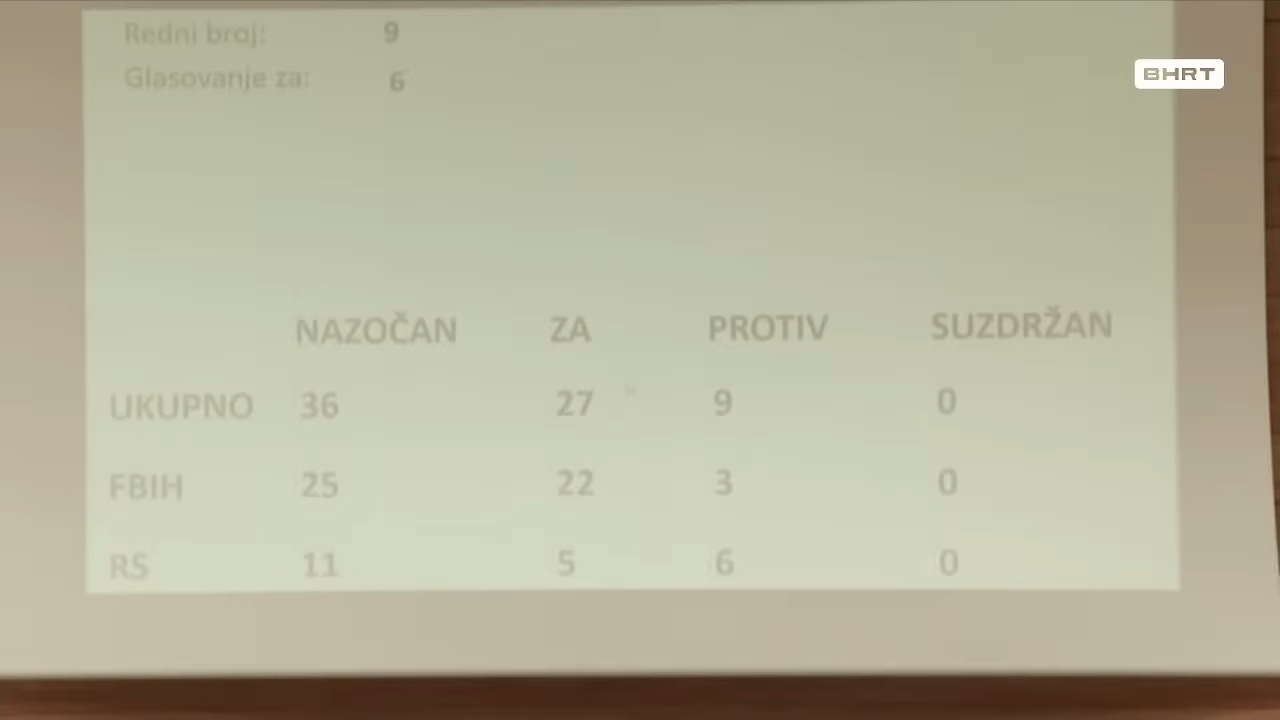 Redni broj: 9
BHRT
Glasovanje za: 6
NAZOČAN ZA PROTIV SUZDRŽAN
UKUPNO 36 27 9 0
FBIH 25 22 3 0
RS 11 5 6 0